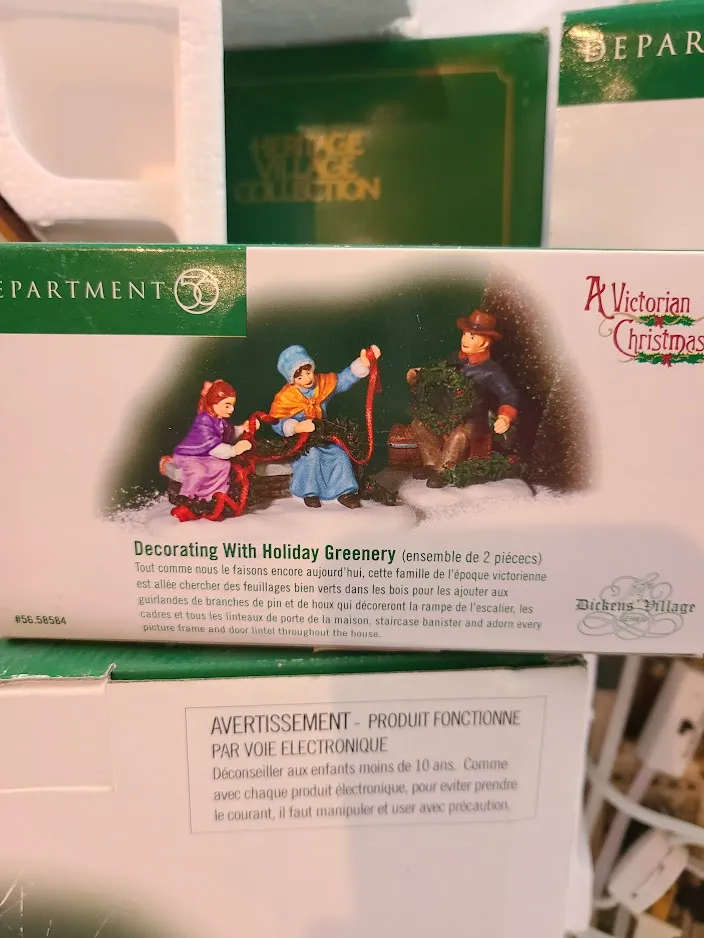 HERITAGE
VILLAGE
COLLECTION
DEPAR
EPARTMENT 56
A Victorian
Christmas
Decorating With Holiday Greenery (ensemble de 2 piécecs)
Tout comme nous le faisons encore aujourd'hui, cette famille de l'époque victorienne
est allée chercher des feuillages bien verts dans les bois pour les ajouter aux
guirlandes de branches de pin et de houx qui décoreront la rampe de l'escalier, les
cadres et tous les linteaux de porte de la maison. staircase banister and adorn every
picture frame and door lintel throughout the house.
#56.58584
Dickens' Village
AVERTISSEMENT - PRODUIT FONCTIONNE
PAR VOIE ELECTRONIQUE
Déconseiller aux enfants moins de 10 ans. Comme
avec chaque produit électronique, pour eviter prendre
le courant, il faut manipuler et user avec précaution.